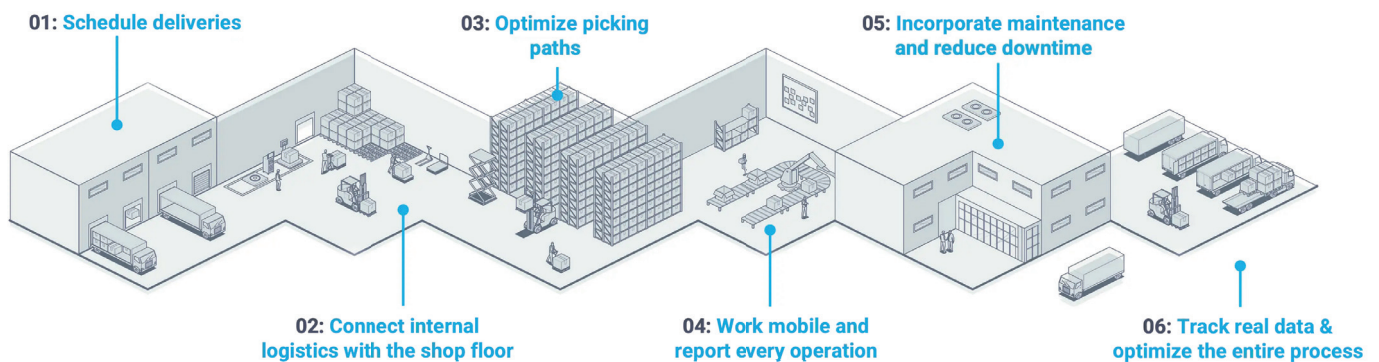 01: Schedule deliveries
03: Optimize picking
paths
05: Incorporate maintenance
and reduce downtime
02: Connect internal
logistics with the shop floor
04: Work mobile and
report every operation
06: Track real data &
optimize the entire process